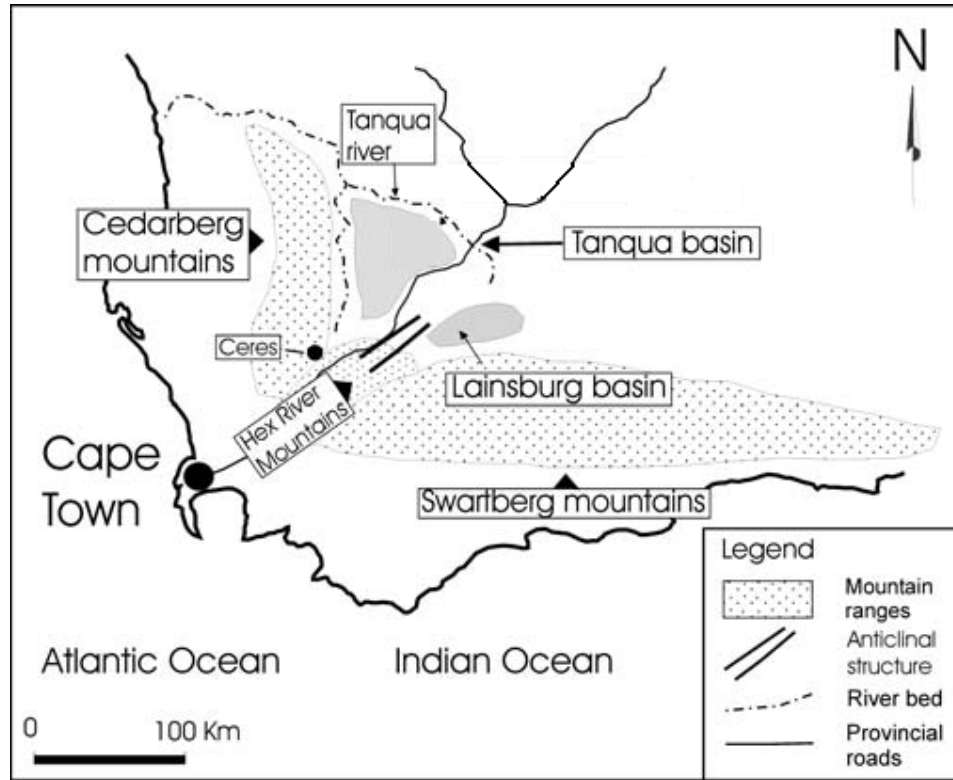 N
Tanqua
river
Cedarberg
mountains
Tanqua basin
Ceres
Lainsburg basin
Hex River
Mountains
Cape
Town
Swartberg mountains
Atlantic Ocean
Indian Ocean
0
100 Km
Legend
Mountain
ranges
Anticlinal
structure
River bed
Provincial
roads